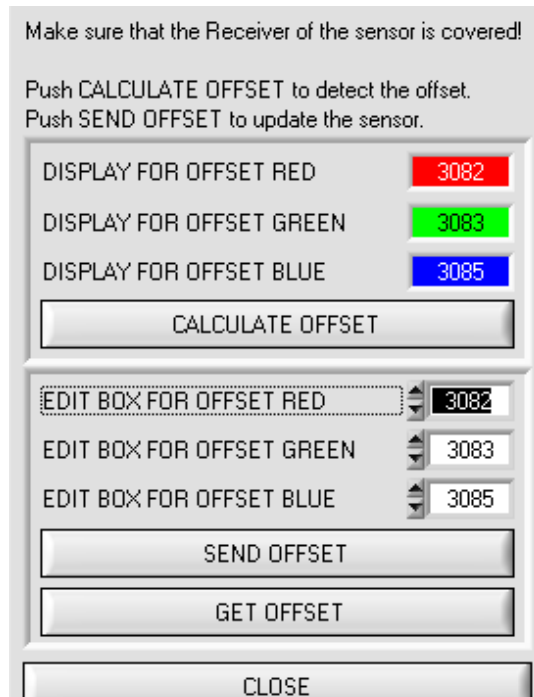 Make sure that the Receiver of the sensor is covered!
Push CALCULATE OFFSET to detect the offset.
Push SEND OFFSET to update the sensor.
DISPLAY FOR OFFSET RED 3082
DISPLAY FOR OFFSET GREEN 3083
DISPLAY FOR OFFSET BLUE 3085
CALCULATE OFFSET
EDIT BOX FOR OFFSET RED 3082
EDIT BOX FOR OFFSET GREEN 3083
EDIT BOX FOR OFFSET BLUE 3085
SEND OFFSET
GET OFFSET
CLOSE